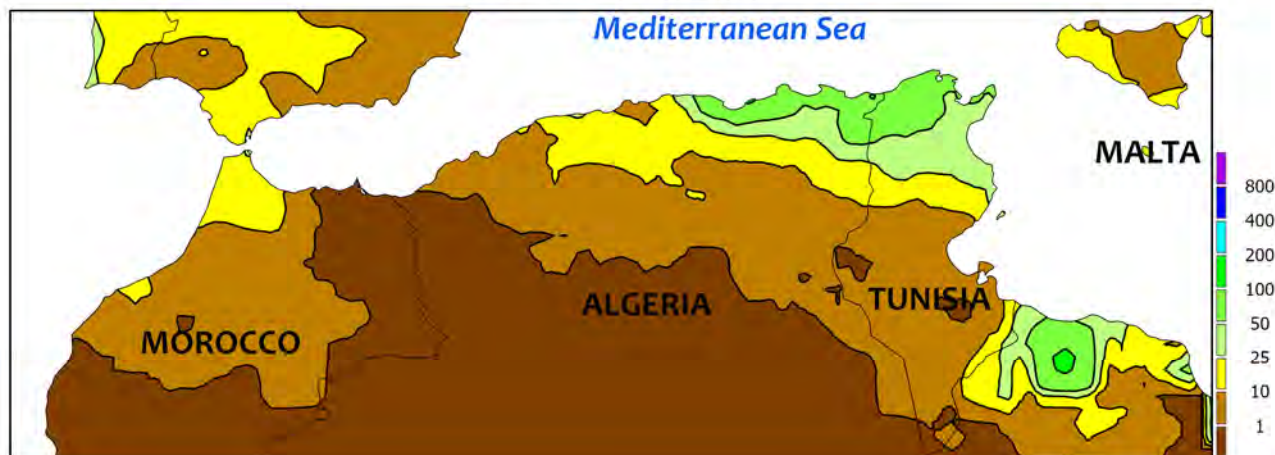 Mediterranean Sea
MALTA
ALGERIA
TUNISIA
MOROCCO
800
400
200
100
50
25
10
1